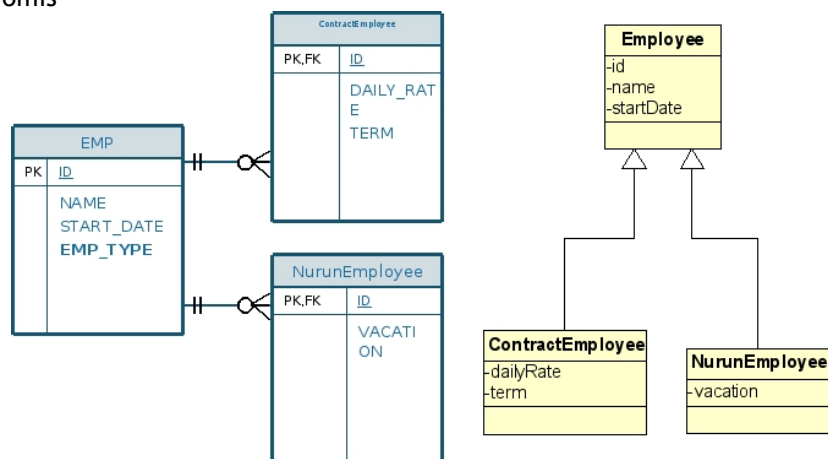 ContractEmployee
PK,FK ID
DAILY_RAT
E
TERM
EMP
PK ID
NAME
START_DATE
EMP_TYPE
NurunEmployee
PK,FK ID
VACATI
ON
Employee
-id
-name
-startDate
ContractEmployee
-dailyRate
-term
NurunEmployee
-vacation